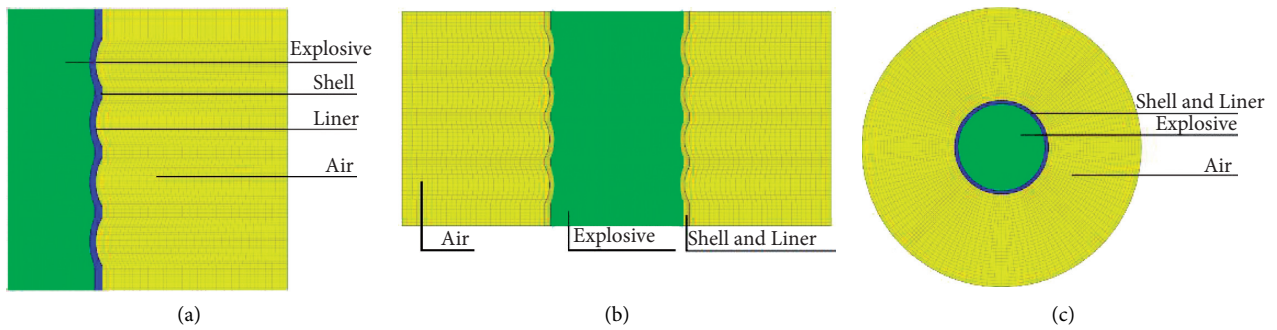 Explosive
Shell
Liner
Air
(a)
Air
Explosive
Shell and Liner
(b)
Shell and Liner
Explosive
Air
(c)